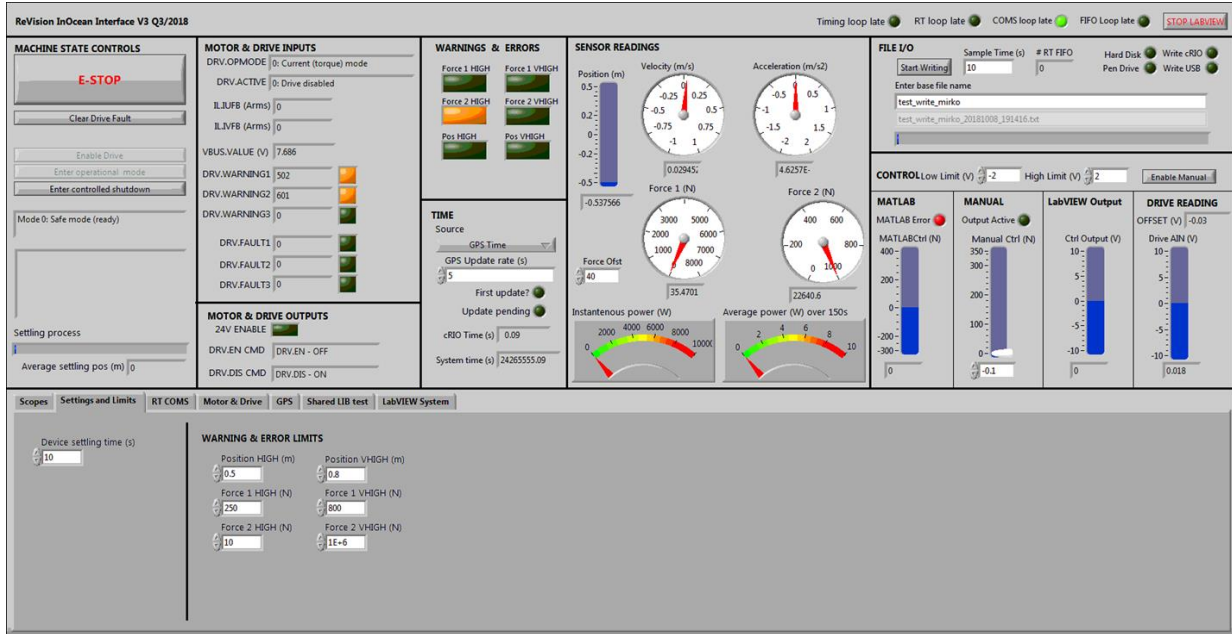 ReVision InOcean Interface V3 Q3/2018
Timing loop late RT loop late COMS loop late FIFO Loop late STOP LABVIEW
MACHINE STATE CONTROLS
E-STOP
Clear Drive Fault
Enable Drive
Enter operational mode
Enter controlled shutdown
Mode 0: Safe mode (ready)
Settling process
Average settling pos (m) 0
MOTOR & DRIVE INPUTS
DRV.OPMODE 0: Current (torque) mode
DRV.ACTIVE 0: Drive disabled
IL.IUFB (Arms) 0
IL.IVFB (Arms) 0
VBUS.VALUE (V) 7.686
DRV.WARNING1 502
DRV.WARNING2 601
DRV.WARNING3 0
DRV.FAULT1 0
DRV.FAULT2 0
DRV.FAULT3 0
MOTOR & DRIVE OUTPUTS
24V ENABLE
DRV.EN CMD DRV.EN - OFF
DRV.DIS CMD DRV.DIS - ON
WARNINGS & ERRORS
Force 1 HIGH Force 1 VHIGH
Force 2 HIGH Force 2 VHIGH
Pos HIGH Pos VHIGH
TIME
Source
GPS Time
GPS Update rate (s)
5
First update?
Update pending
cRIO Time (s) 0.09
System time (s) 24265555.09
SENSOR READINGS
Position (m)
0.5
0.2
0
-0.2
-0.5
-0.537566
Velocity (m/s)
-0.25 0 0.25
-0.5 0.5
-0.75 0.75
-1 1
0.02945
Acceleration (m/s2)
-0.5 0 0.5
-1 1
-1.5 1.5
-2 2
4.6257E-
Force Ofst
40
Force 1 (N)
3000 5000
2000 6000
1000 7000
0 8000
35.4701
Force 2 (N)
400 600
200 800
0 1000
22640.6
Instantenous power (W)
0 2000 4000 6000 8000 1000
Average power (W) over 150s
0 2 4 6 8 10
FILE I/O
Start Writing
Sample Time (s)
10
# RT FIFO
0
Hard Disk Write cRIO
Pen Drive Write USB
Enter base file name
test_write_mirko
test_write_mirko_20181008_191416.txt
CONTROL Low Limit (V) -2 High Limit (V) 2 Enable Manual
MATLAB
MATLAB Error
MATLABCtrl (N)
400
200
0
-200
-300
0
MANUAL
Output Active
Manual Ctrl (N)
350
300
200
100
0
-0.1
LabVIEW Output
Ctrl Output (V)
10
5
0
-5
-10
0
DRIVE READING
OFFSET (V) -0.03
Drive AIN (V)
10
5
0
-5
-10
0.018
Scopes Settings and Limits RT COMS Motor & Drive GPS Shared LIB test LabVIEW System
Device settling time (s)
10
WARNING & ERROR LIMITS
Position HIGH (m) Position VHIGH (m)
0.5 0.8
Force 1 HIGH (N) Force 1 VHIGH (N)
250 800
Force 2 HIGH (N) Force 2 VHIGH (N)
10 1E+6